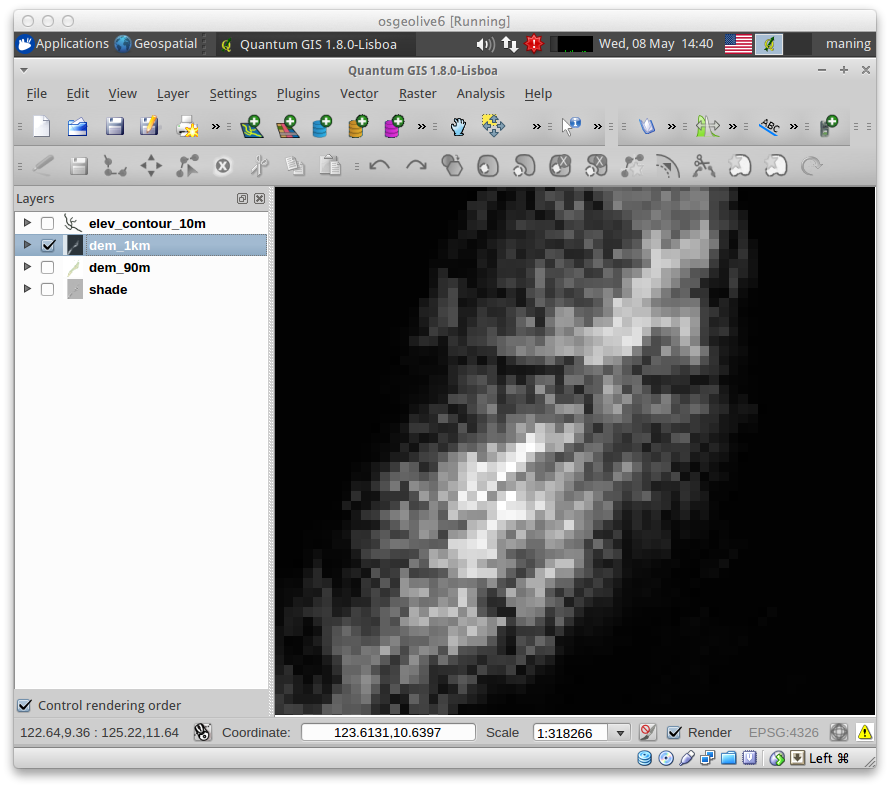 osgeolive6 [Running]
Applications Geospatial Quantum GIS 1.8.0-Lisboa Wed, 08 May 14:40 maning
Quantum GIS 1.8.0-Lisboa
File Edit View Layer Settings Plugins Vector Raster Analysis Help
ABC
Layers
elev_contour_10m
dem_1km
dem_90m
shade
Control rendering order
122.64,9.36 : 125.22,11.64 Coordinate: 123.6131,10.6397 Scale 1:318266 Render EPSG:4326
Left ⌘